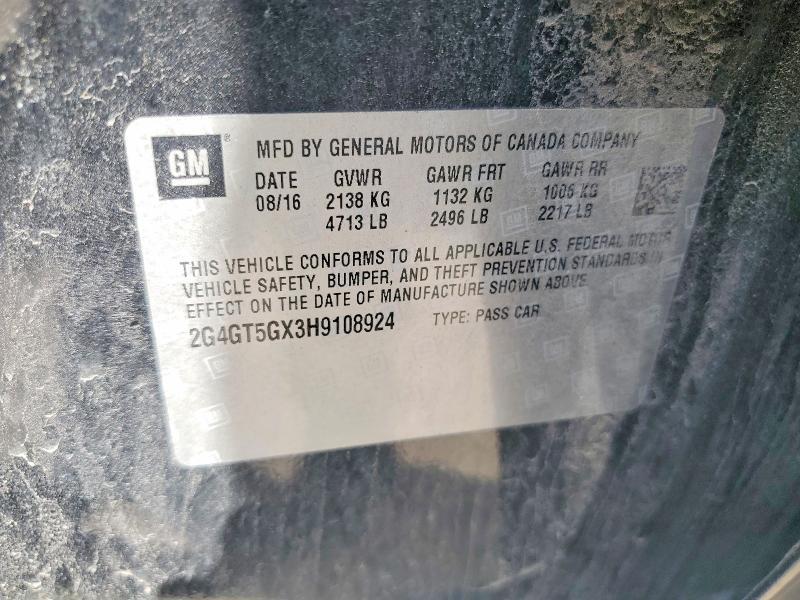 GM
MFD BY GENERAL MOTORS OF CANADA COMPANY
DATE GVWR GAWR FRT GAWR RR
08/16 2138 KG 1132 KG 1006 KG
4713 LB 2496 LB 2217 LB
THIS VEHICLE CONFORMS TO ALL APPLICABLE U.S. FEDERAL MOTOR
VEHICLE SAFETY, BUMPER, AND THEFT PREVENTION STANDARDS IN
EFFECT ON THE DATE OF MANUFACTURE SHOWN ABOVE
2G4GT5GX3H9108924 TYPE: PASS CAR